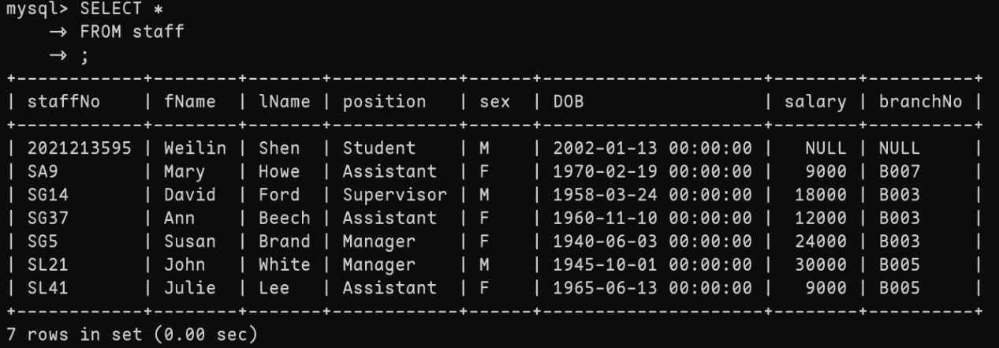 mysql> SELECT *
    -> FROM staff
    -> ;
+------------+--------+-------+------------+------+---------------------+--------+----------+
| staffNo    | fName  | lName | position   | sex  | DOB                 | salary | branchNo |
+------------+--------+-------+------------+------+---------------------+--------+----------+
| 2021213595 | Weilin | Shen  | Student    | M    | 2002-01-13 00:00:00 |   NULL | NULL     |
| SA9        | Mary   | Howe  | Assistant  | F    | 1970-02-19 00:00:00 |   9000 | B007     |
| SG14       | David  | Ford  | Supervisor | M    | 1958-03-24 00:00:00 |  18000 | B003     |
| SG37       | Ann    | Beech | Assistant  | F    | 1960-11-10 00:00:00 |  12000 | B003     |
| SG5        | Susan  | Brand | Manager    | F    | 1940-06-03 00:00:00 |  24000 | B003     |
| SL21       | John   | White | Manager    | M    | 1945-10-01 00:00:00 |  30000 | B005     |
| SL41       | Julie  | Lee   | Assistant  | F    | 1965-06-13 00:00:00 |   9000 | B005     |
+------------+--------+-------+------------+------+---------------------+--------+----------+
7 rows in set (0.00 sec)